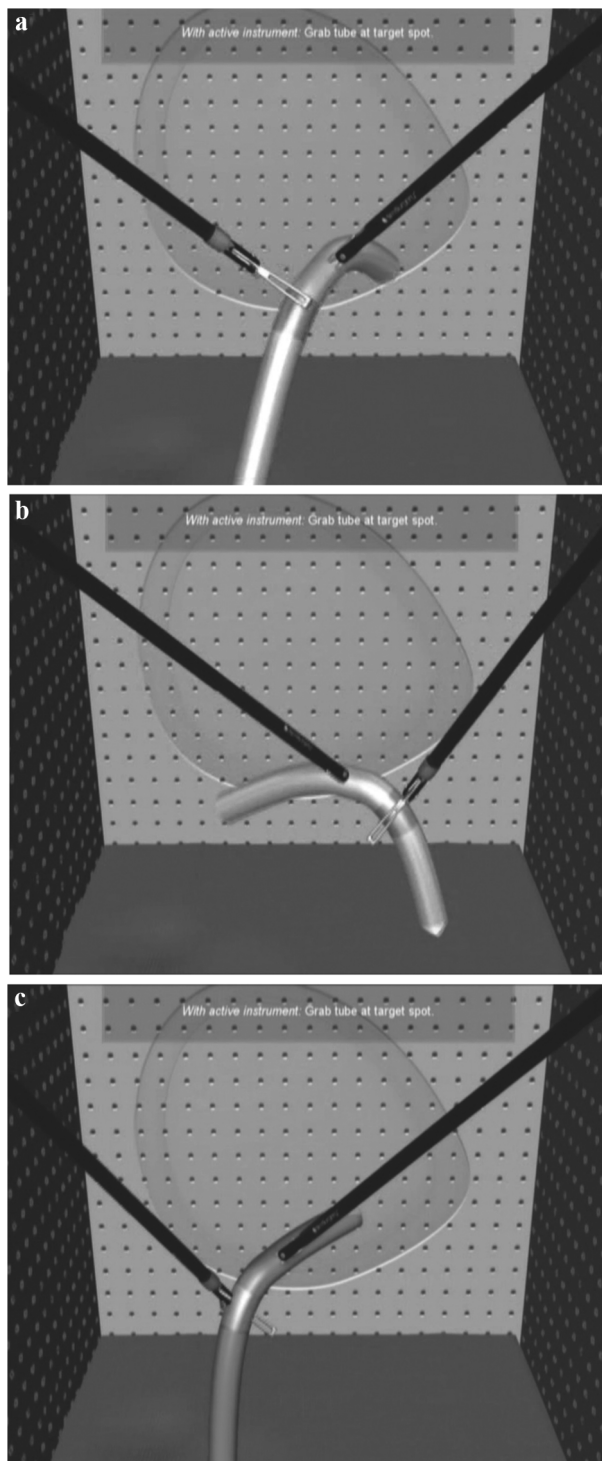 a
With active instrument: Grab tube at target spot.
b
With active instrument: Grab tube at target spot.
c
With active instrument: Grab tube at target spot.